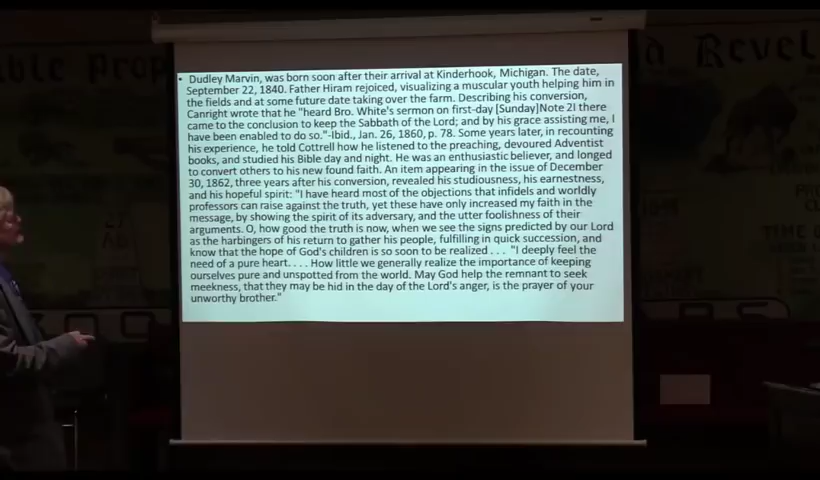 • Dudley Marvin, was born soon after their arrival at Kinderhook, Michigan. The date,
September 22, 1840. Father Hiram rejoiced, visualizing a muscular youth helping him in
the fields and at some future date taking over the farm. Describing his conversion,
Canright wrote that he "heard Bro. White's sermon on first-day [Sunday]Note 2I there
came to the conclusion to keep the Sabbath of the Lord; and by his grace assisting me, I
have been enabled to do so."-Ibid., Jan. 26, 1860, p. 78. Some years later, in recounting
his experience, he told Cottrell how he listened to the preaching, devoured Adventist
books, and studied his Bible day and night. He was an enthusiastic believer, and longed
to convert others to his new found faith. An item appearing in the issue of December
30, 1862, three years after his conversion, revealed his studiousness, his earnestness,
and his hopeful spirit: "I have heard most of the objections that infidels and worldly
professors can raise against the truth, yet these have only increased my faith in the
message, by showing the spirit of its adversary, and the utter foolishness of their
arguments. O, how good the truth is now, when we see the signs predicted by our Lord
as the harbingers of his return to gather his people, fulfilling in quick succession, and
know that the hope of God's children is so soon to be realized . . . "I deeply feel the
need of a pure heart. . . . How little we generally realize the importance of keeping
ourselves pure and unspotted from the world. May God help the remnant to seek
meekness, that they may be hid in the day of the Lord's anger, is the prayer of your
unworthy brother."